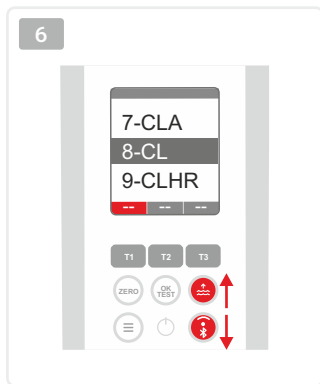 6
7-CLA
8-CL
9-CLHR
-- -- --
T1 T2 T3
ZERO OK TEST